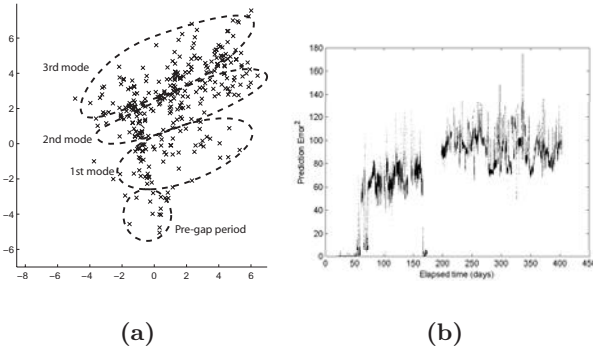 6
4
2
0
−2
−4
−6
−8 −6 −4 −2 0 2 4 6
3rd mode
2nd mode
1st mode
Pre-gap period
(a)
180
160
140
120
100
80
60
40
20
0
0 50 100 150 200 250 300 350 400 450
Prediction Error²
Elapsed time (days)
(b)